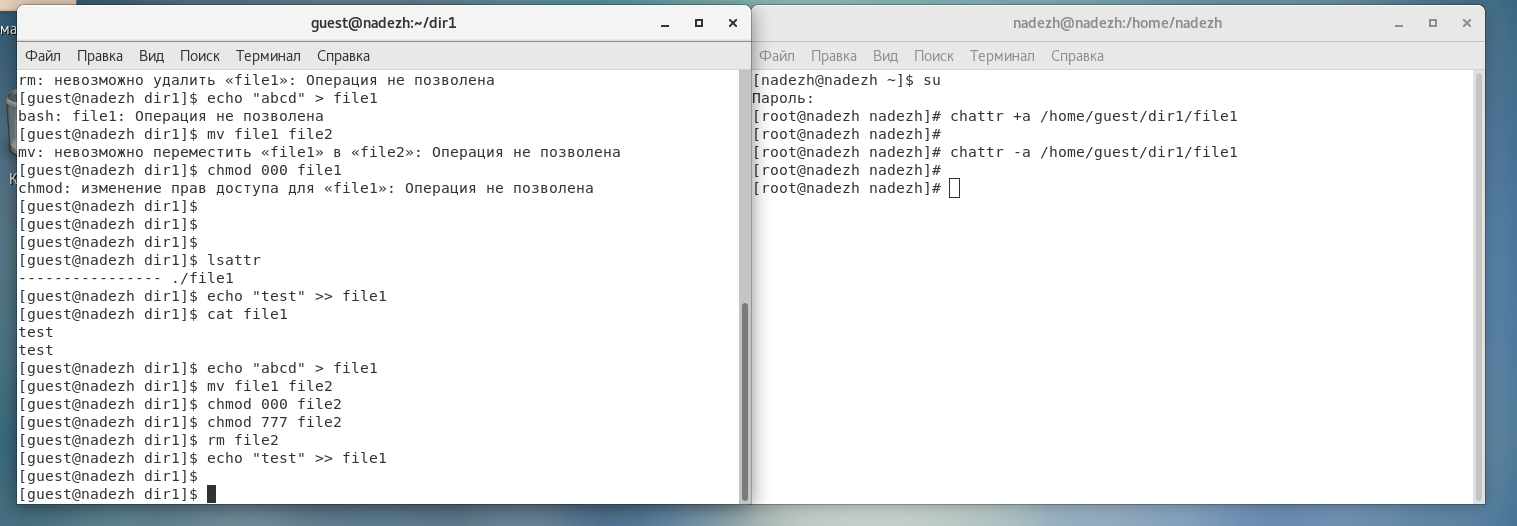 ма
К
guest@nadezh:~/dir1
Файл Правка Вид Поиск Терминал Справка
rm: невозможно удалить «file1»: Операция не позволена
[guest@nadezh dir1]$ echo "abcd" > file1
bash: file1: Операция не позволена
[guest@nadezh dir1]$ mv file1 file2
mv: невозможно переместить «file1» в «file2»: Операция не позволена
[guest@nadezh dir1]$ chmod 000 file1
chmod: изменение прав доступа для «file1»: Операция не позволена
[guest@nadezh dir1]$
[guest@nadezh dir1]$
[guest@nadezh dir1]$
[guest@nadezh dir1]$ lsattr
---------------- ./file1
[guest@nadezh dir1]$ echo "test" >> file1
[guest@nadezh dir1]$ cat file1
test
test
[guest@nadezh dir1]$ echo "abcd" > file1
[guest@nadezh dir1]$ mv file1 file2
[guest@nadezh dir1]$ chmod 000 file2
[guest@nadezh dir1]$ chmod 777 file2
[guest@nadezh dir1]$ rm file2
[guest@nadezh dir1]$ echo "test" >> file1
[guest@nadezh dir1]$
[guest@nadezh dir1]$
nadezh@nadezh:/home/nadezh
Файл Правка Вид Поиск Терминал Справка
[nadezh@nadezh ~]$ su
Пароль:
[root@nadezh nadezh]# chattr +a /home/guest/dir1/file1
[root@nadezh nadezh]#
[root@nadezh nadezh]# chattr -a /home/guest/dir1/file1
[root@nadezh nadezh]#
[root@nadezh nadezh]#